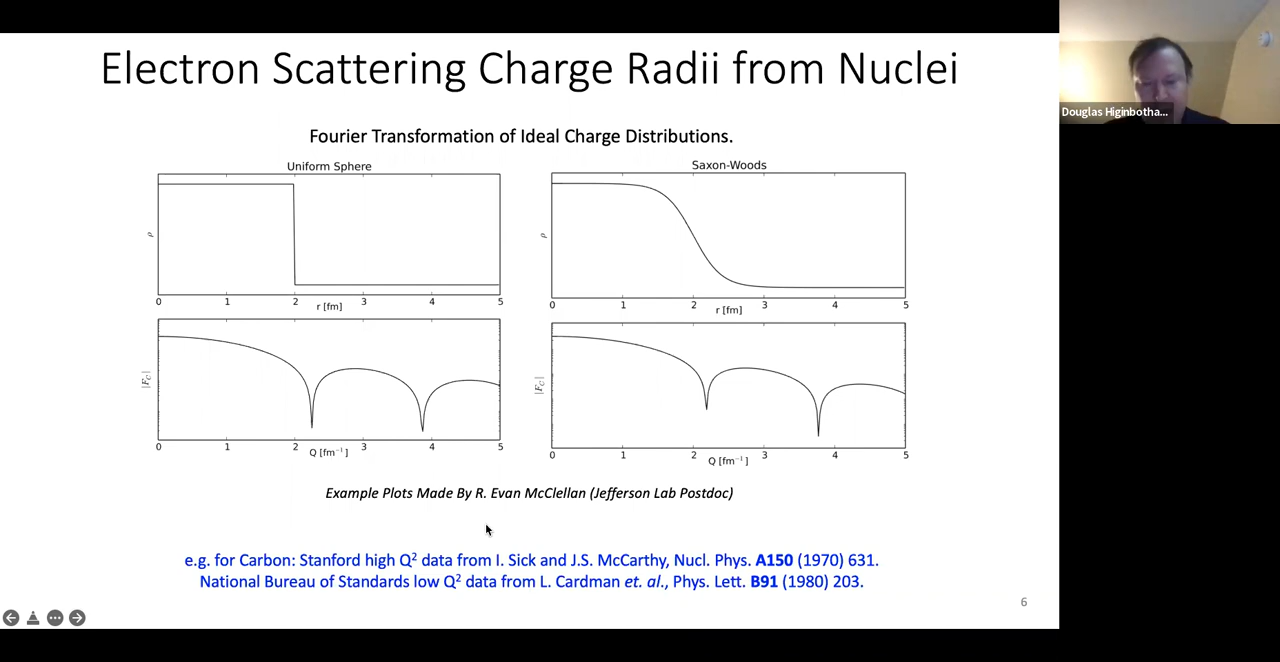 Electron Scattering Charge Radii from Nuclei
Douglas Higinbotha...
Fourier Transformation of Ideal Charge Distributions.
Uniform Sphere
ρ
0 1 2 3 4 5
r [fm]
|F_C|
0 1 2 3 4 5
Q [fm⁻¹]
Saxon-Woods
ρ
0 1 2 3 4 5
r [fm]
|F_C|
0 1 2 3 4 5
Q [fm⁻¹]
Example Plots Made By R. Evan McClellan (Jefferson Lab Postdoc)
e.g. for Carbon: Stanford high Q² data from I. Sick and J.S. McCarthy, Nucl. Phys. A150 (1970) 631.
National Bureau of Standards low Q² data from L. Cardman et. al., Phys. Lett. B91 (1980) 203.
6